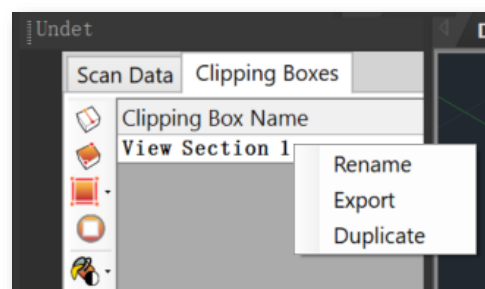 Undet
Scan Data Clipping Boxes
Clipping Box Name
View Section 1
Rename
Export
Duplicate